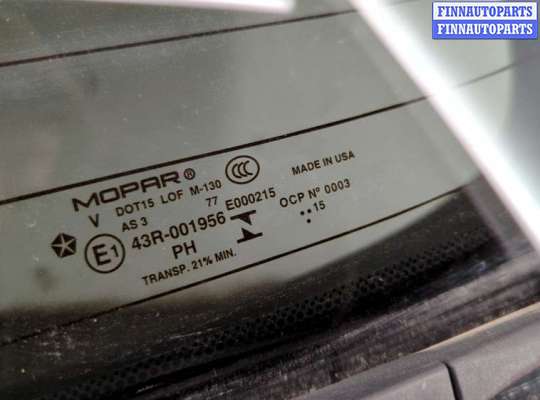 FINNAUTOPARTS
FINNAUTOPARTS
MOPAR®
CCC
MADE IN USA
V DOT15 LOF M-130
AS 3 77 E000215 OCP Nº 0003
E1 43R-001956 15
PH
TRANSP. 21% MIN.